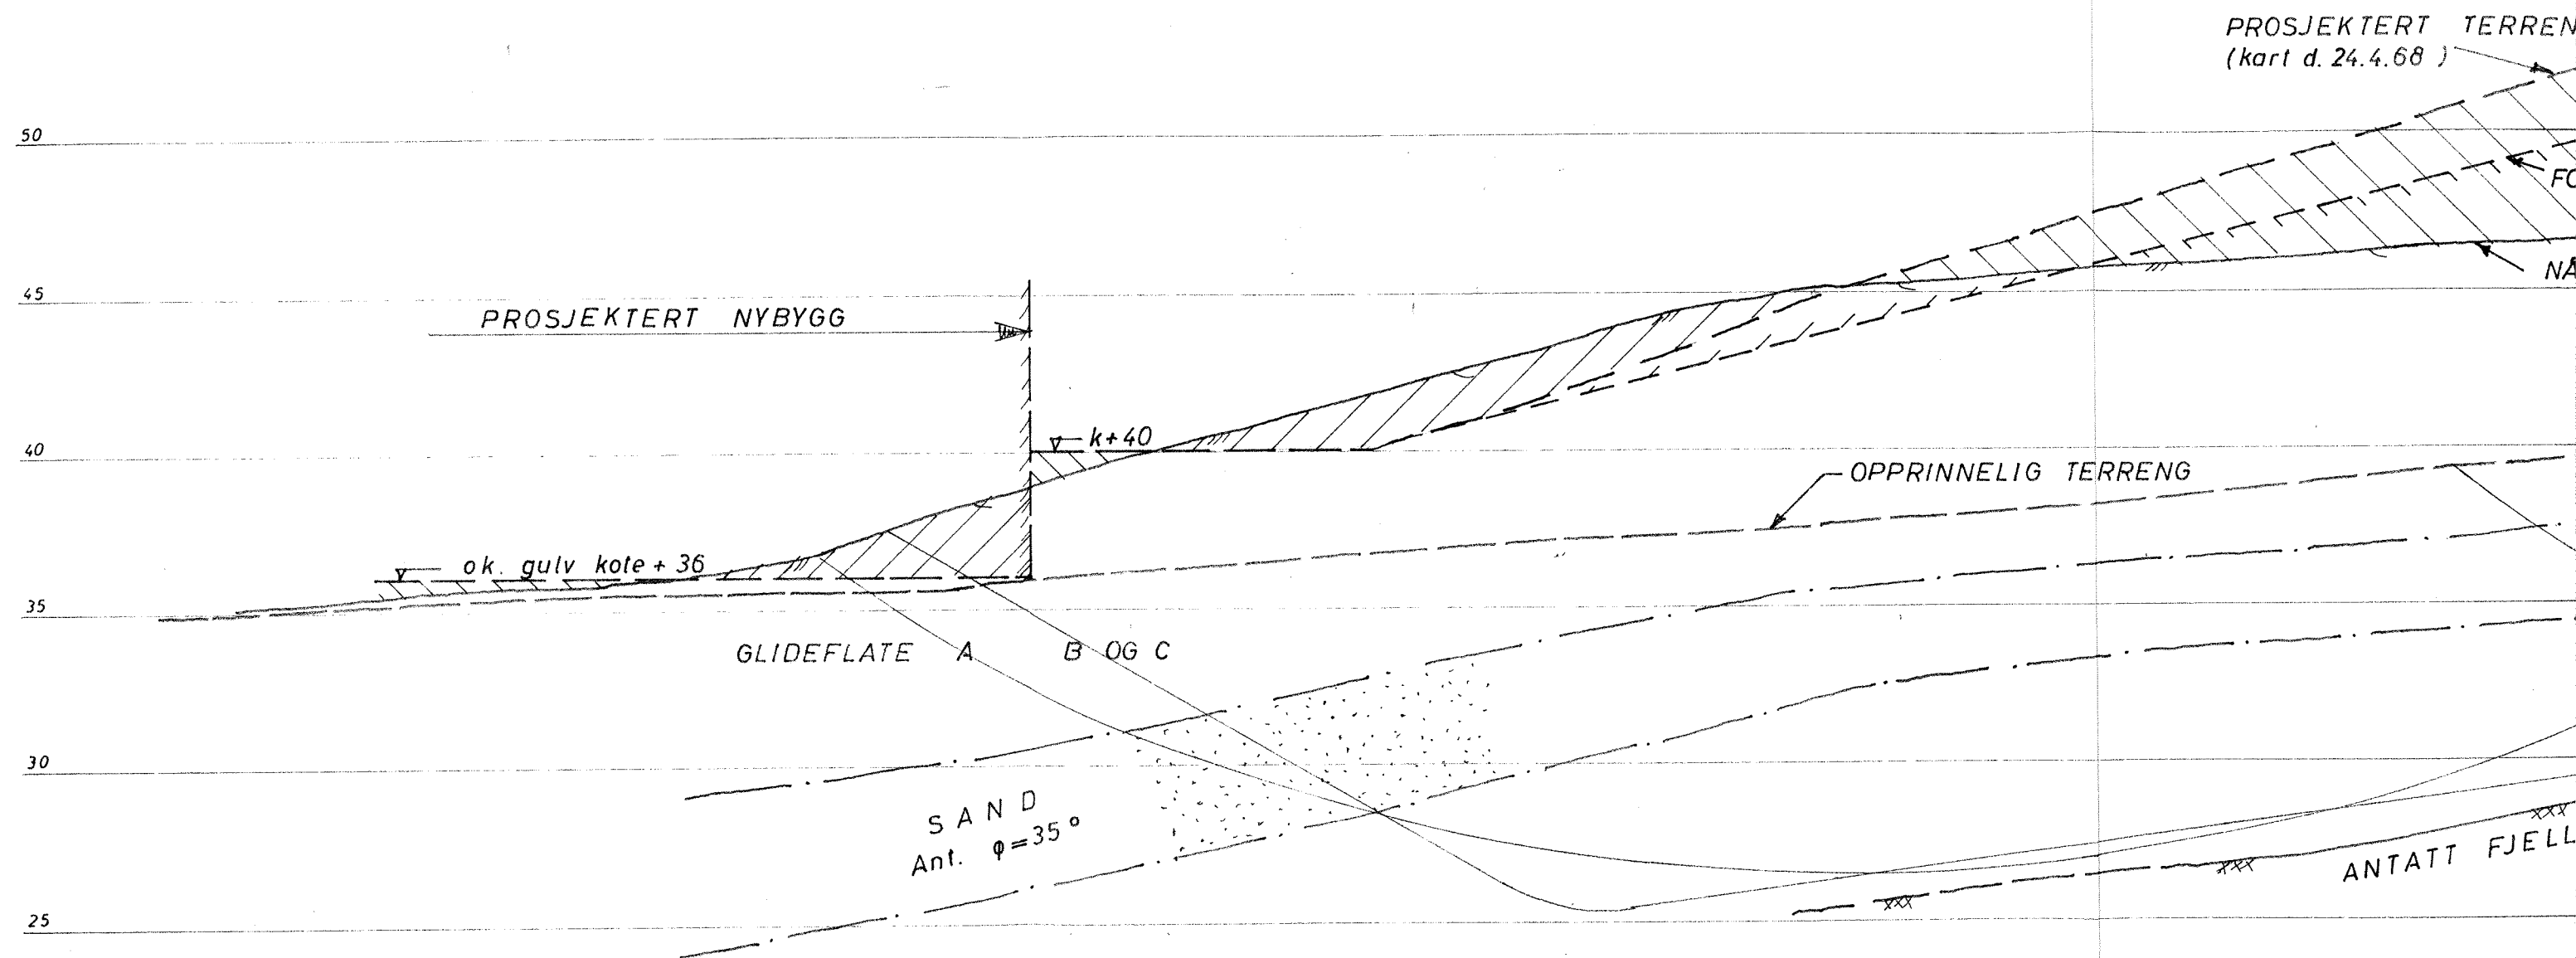 PROSJEKTERT TERREN
(kart d. 24.4.68 )
50
FO
NÅ
45
PROSJEKTERT NYBYGG
k+40
40
OPPRINNELIG TERRENG
ok. gulv kote + 36
35
GLIDEFLATE A B OG C
30
SAND
Ant. φ=35°
ANTATT FJELL
25